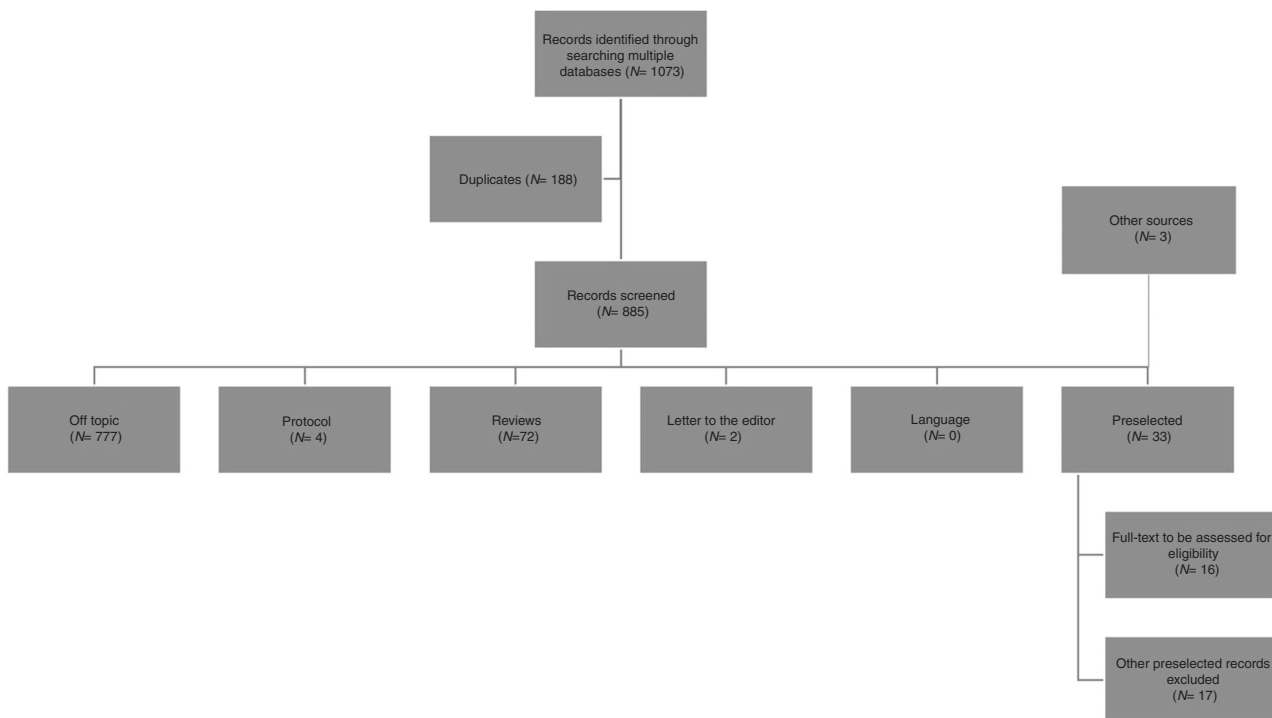 Records identified through
searching multiple
databases (N= 1073)
Duplicates (N= 188)
Other sources
(N= 3)
Records screened
(N= 885)
Off topic
(N= 777)
Protocol
(N= 4)
Reviews
(N=72)
Letter to the editor
(N= 2)
Language
(N= 0)
Preselected
(N= 33)
Full-text to be assessed for
eligibility
(N= 16)
Other preselected records
excluded
(N= 17)